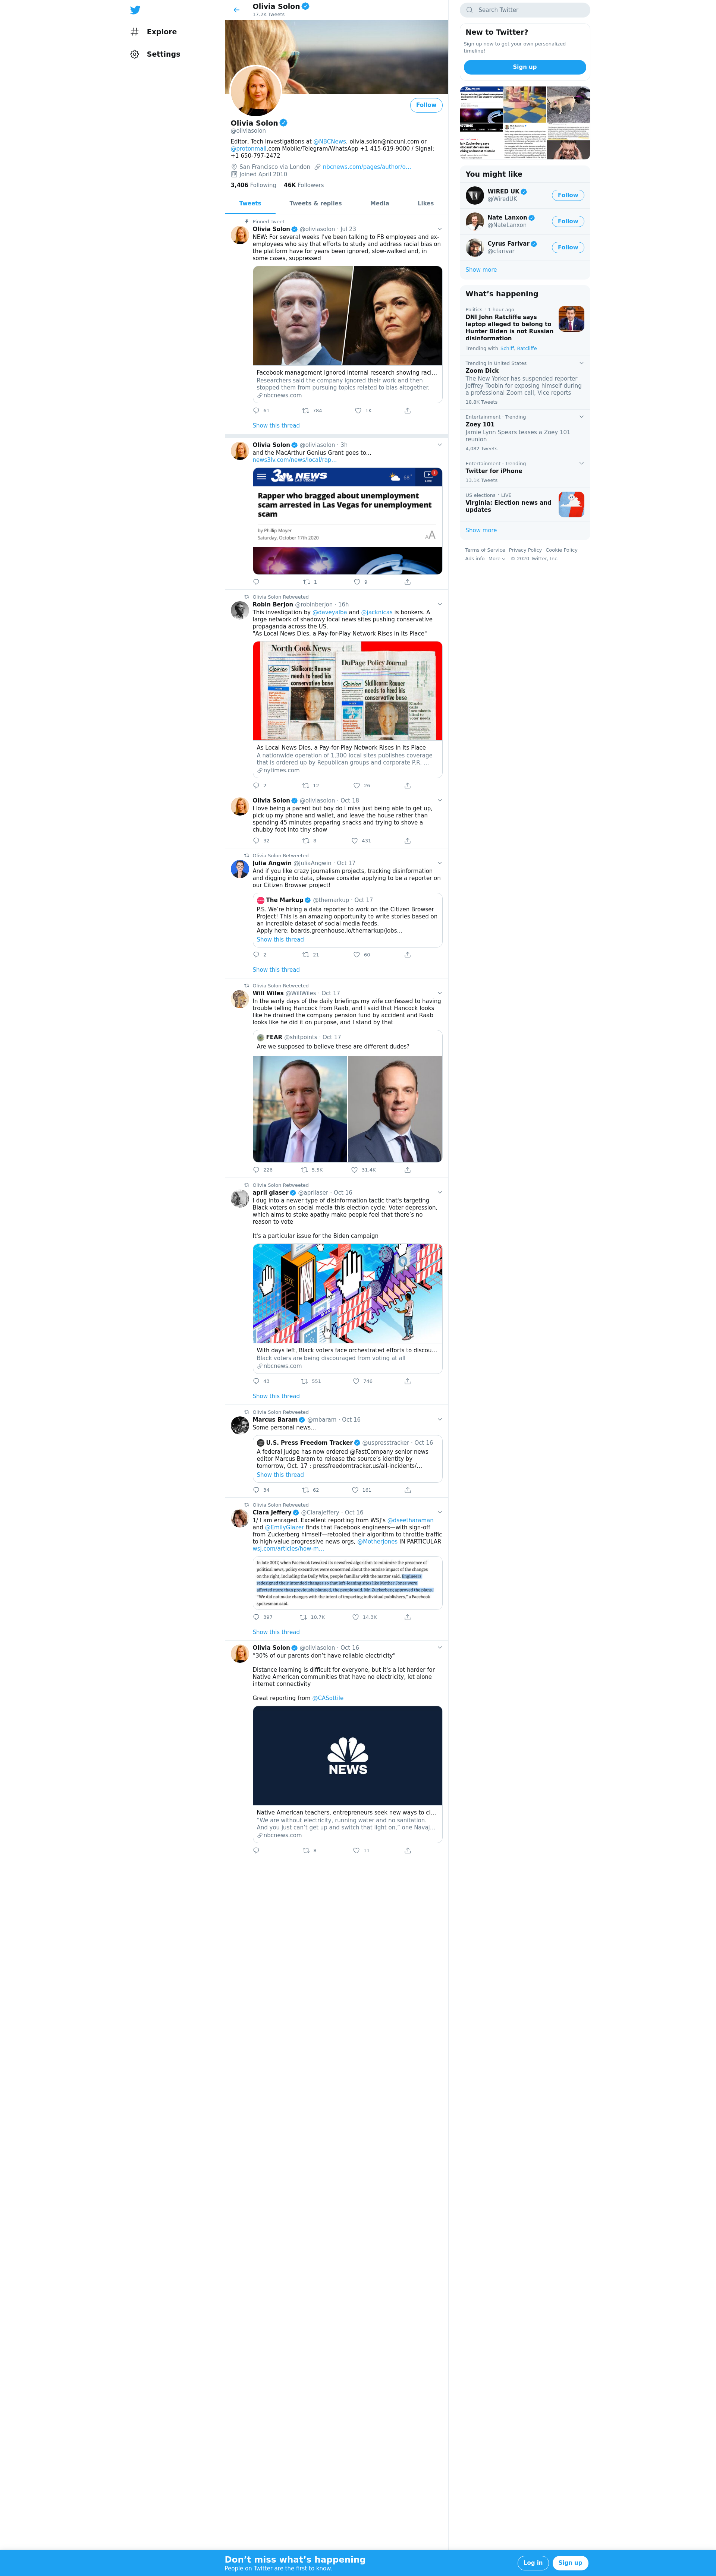 Explore
Settings
Olivia Solon
17.2K Tweets
Follow
Olivia Solon
@oliviasolon
Editor, Tech Investigations at @NBCNews. olivia.solon@nbcuni.com or
@protonmail.com Mobile/Telegram/WhatsApp +1 415-619-9000 / Signal:
+1 650-797-2472
San Francisco via London nbcnews.com/pages/author/o…
Joined April 2010
3,406 Following 46K Followers
Tweets Tweets & replies Media Likes
Pinned Tweet
Olivia Solon @oliviasolon · Jul 23
NEW: For several weeks I've been talking to FB employees and ex-
employees who say that efforts to study and address racial bias on
the platform have for years been ignored, slow-walked and, in
some cases, suppressed
Facebook management ignored internal research showing raci…
Researchers said the company ignored their work and then
stopped them from pursuing topics related to bias altogether.
nbcnews.com
61 784 1K
Show this thread
Olivia Solon @oliviasolon · 3h
and the MacArthur Genius Grant goes to...
news3lv.com/news/local/rap…
3 NEWS
LAS VEGAS
68°
LIVE
Rapper who bragged about unemployment
scam arrested in Las Vegas for unemployment
scam
by Phillip Moyer
Saturday, October 17th 2020
AA
1 9
Olivia Solon Retweeted
Robin Berjon @robinberjon · 16h
This investigation by @daveyalba and @jacknicas is bonkers. A
large network of shadowy local news sites pushing conservative
propaganda across the US.
"As Local News Dies, a Pay-for-Play Network Rises in Its Place"
North Cook News
DuPage Policy Journal
Opinion
Skillicorn: Rauner
needs to heed his
conservative base
Opinion
Skillicorn: Rauner
needs to heed his
conservative base
As Local News Dies, a Pay-for-Play Network Rises in Its Place
A nationwide operation of 1,300 local sites publishes coverage
that is ordered up by Republican groups and corporate P.R. …
nytimes.com
2 12 26
Olivia Solon @oliviasolon · Oct 18
I love being a parent but boy do I miss just being able to get up,
pick up my phone and wallet, and leave the house rather than
spending 45 minutes preparing snacks and trying to shove a
chubby foot into tiny show
32 8 431
Olivia Solon Retweeted
Julia Angwin @JuliaAngwin · Oct 17
And if you like crazy journalism projects, tracking disinformation
and digging into data, please consider applying to be a reporter on
our Citizen Browser project!
The Markup @themarkup · Oct 17
P.S. We're hiring a data reporter to work on the Citizen Browser
Project! This is an amazing opportunity to write stories based on
an incredible dataset of social media feeds.
Apply here: boards.greenhouse.io/themarkup/jobs…
Show this thread
2 21 60
Show this thread
Olivia Solon Retweeted
Will Wiles @WillWiles · Oct 17
In the early days of the daily briefings my wife confessed to having
trouble telling Hancock from Raab, and I said that Hancock looks
like he drained the company pension fund by accident and Raab
looks like he did it on purpose, and I stand by that
FEAR @shitpoints · Oct 17
Are we supposed to believe these are different dudes?
226 5.5K 31.4K
Olivia Solon Retweeted
april glaser @aprilaser · Oct 16
I dug into a newer type of disinformation tactic that's targeting
Black voters on social media this election cycle: Voter depression,
which aims to stoke apathy make people feel that there's no
reason to vote
It's a particular issue for the Biden campaign
With days left, Black voters face orchestrated efforts to discou…
Black voters are being discouraged from voting at all
nbcnews.com
43 551 746
Show this thread
Olivia Solon Retweeted
Marcus Baram @mbaram · Oct 16
Some personal news...
U.S. Press Freedom Tracker @uspresstracker · Oct 16
A federal judge has now ordered @FastCompany senior news
editor Marcus Baram to release the source's identity by
tomorrow, Oct. 17 : pressfreedomtracker.us/all-incidents/…
Show this thread
34 62 161
Olivia Solon Retweeted
Clara Jeffery @ClaraJeffery · Oct 16
1/ I am enraged. Excellent reporting from WSJ's @dseetharaman
and @EmilyGlazer finds that Facebook engineers—with sign-off
from Zuckerberg himself—retooled their algorithm to throttle traffic
to high-value progressive news orgs, @MotherJones IN PARTICULAR
wsj.com/articles/how-m…
In late 2017, when Facebook tweaked its newsfeed algorithm to minimize the presence of
political news, policy executives were concerned about the outsize impact of the changes
on the right, including the Daily Wire, people familiar with the matter said. Engineers
redesigned their intended changes so that left-leaning sites like Mother Jones were
affected more than previously planned, the people said. Mr. Zuckerberg approved the plans.
"We did not make changes with the intent of impacting individual publishers," a Facebook
spokesman said.
397 10.7K 14.3K
Show this thread
Olivia Solon @oliviasolon · Oct 16
"30% of our parents don't have reliable electricity"
Distance learning is difficult for everyone, but it's a lot harder for
Native American communities that have no electricity, let alone
internet connectivity
Great reporting from @CASottile
NEWS
Native American teachers, entrepreneurs seek new ways to cl…
"We are without electricity, running water and no sanitation.
And you just can't get up and switch that light on," one Navaj…
nbcnews.com
8 11
Search Twitter
New to Twitter?
Sign up now to get your own personalized
timeline!
Sign up
You might like
WIRED UK
@WiredUK
Follow
Nate Lanxon
@NateLanxon
Follow
Cyrus Farivar
@cfarivar
Follow
Show more
What's happening
Politics · 1 hour ago
DNI John Ratcliffe says
laptop alleged to belong to
Hunter Biden is not Russian
disinformation
Trending with Schiff, Ratcliffe
Trending in United States
Zoom Dick
The New Yorker has suspended reporter
Jeffrey Toobin for exposing himself during
a professional Zoom call, Vice reports
18.8K Tweets
Entertainment · Trending
Zoey 101
Jamie Lynn Spears teases a Zoey 101
reunion
4,082 Tweets
Entertainment · Trending
Twitter for iPhone
13.1K Tweets
US elections · LIVE
Virginia: Election news and
updates
Show more
Terms of Service Privacy Policy Cookie Policy
Ads info More © 2020 Twitter, Inc.
Don't miss what's happening
People on Twitter are the first to know.
Log in Sign up